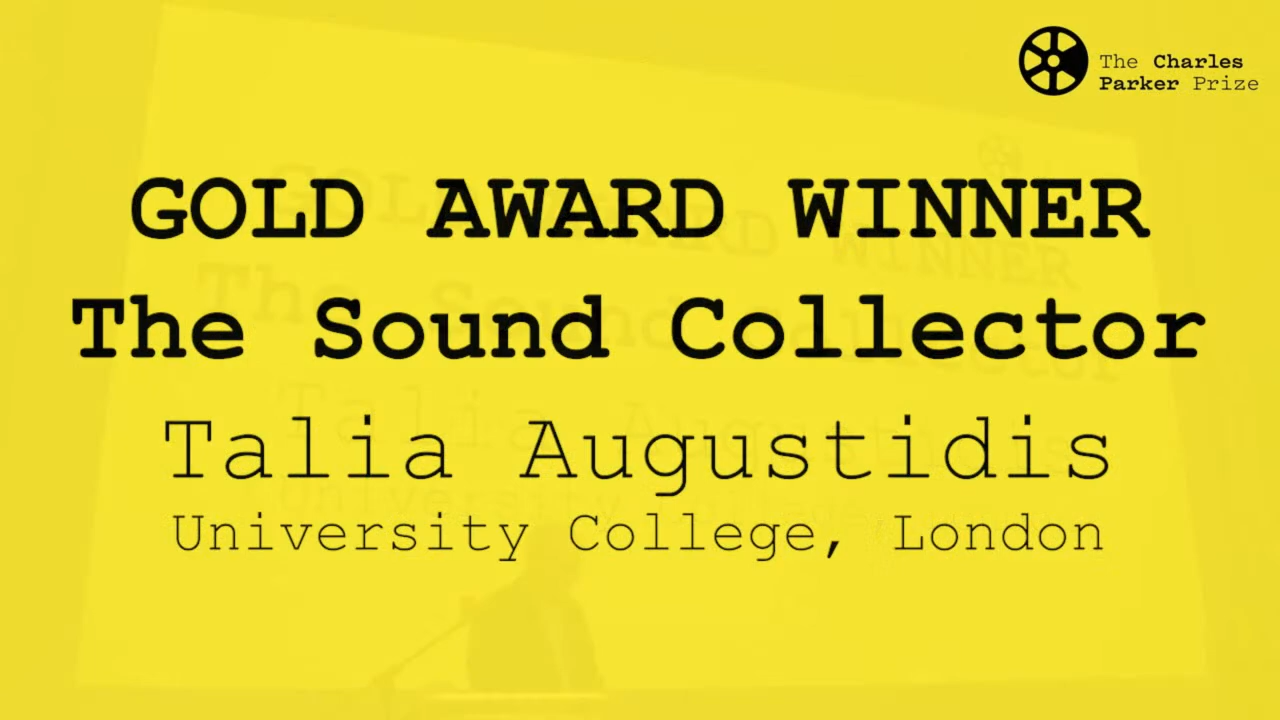 The Charles
Parker Prize
GOLD AWARD WINNER
The Sound Collector
Talia Augustidis
University College, London